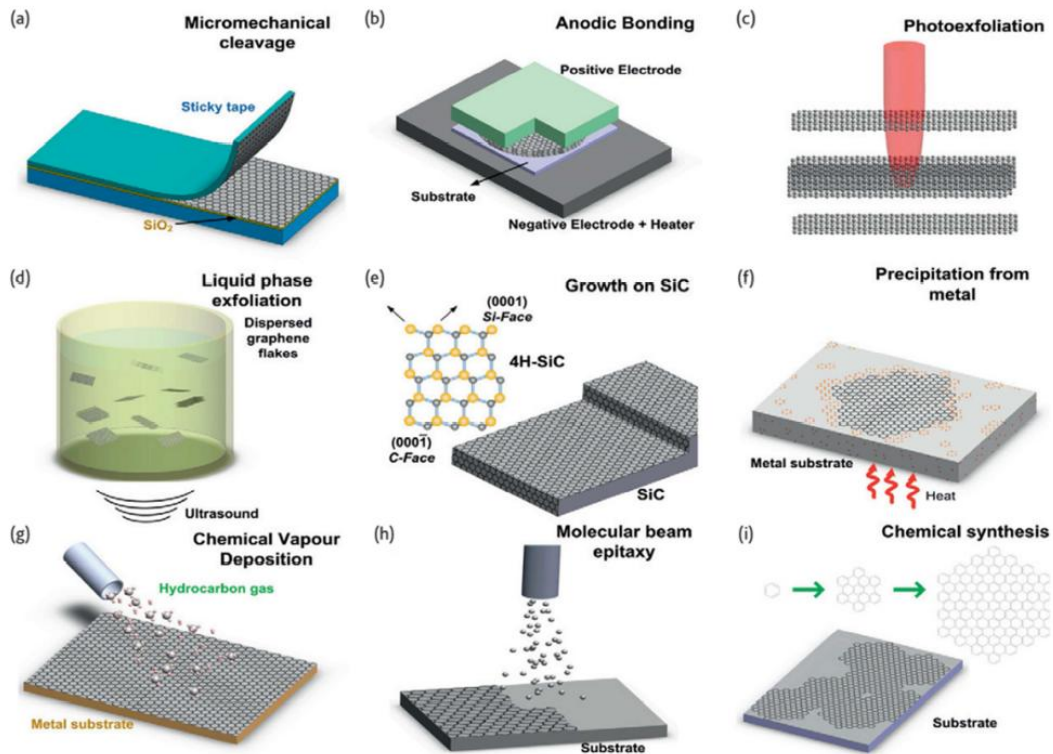 (a)
Micromechanical
cleavage
Sticky tape
SiO₂
(b)
Anodic Bonding
Positive Electrode
Substrate
Negative Electrode + Heater
(c)
Photoexfoliation
(d)
Liquid phase
exfoliation
Dispersed
graphene
flakes
Ultrasound
(e)
Growth on SiC
(0001)
Si-Face
4H-SiC
(0001̄)
C-Face
SiC
(f)
Precipitation from
metal
Metal substrate
Heat
(g)
Chemical Vapour
Deposition
Hydrocarbon gas
Metal substrate
(h)
Molecular beam
epitaxy
Substrate
(i)
Chemical synthesis
Substrate